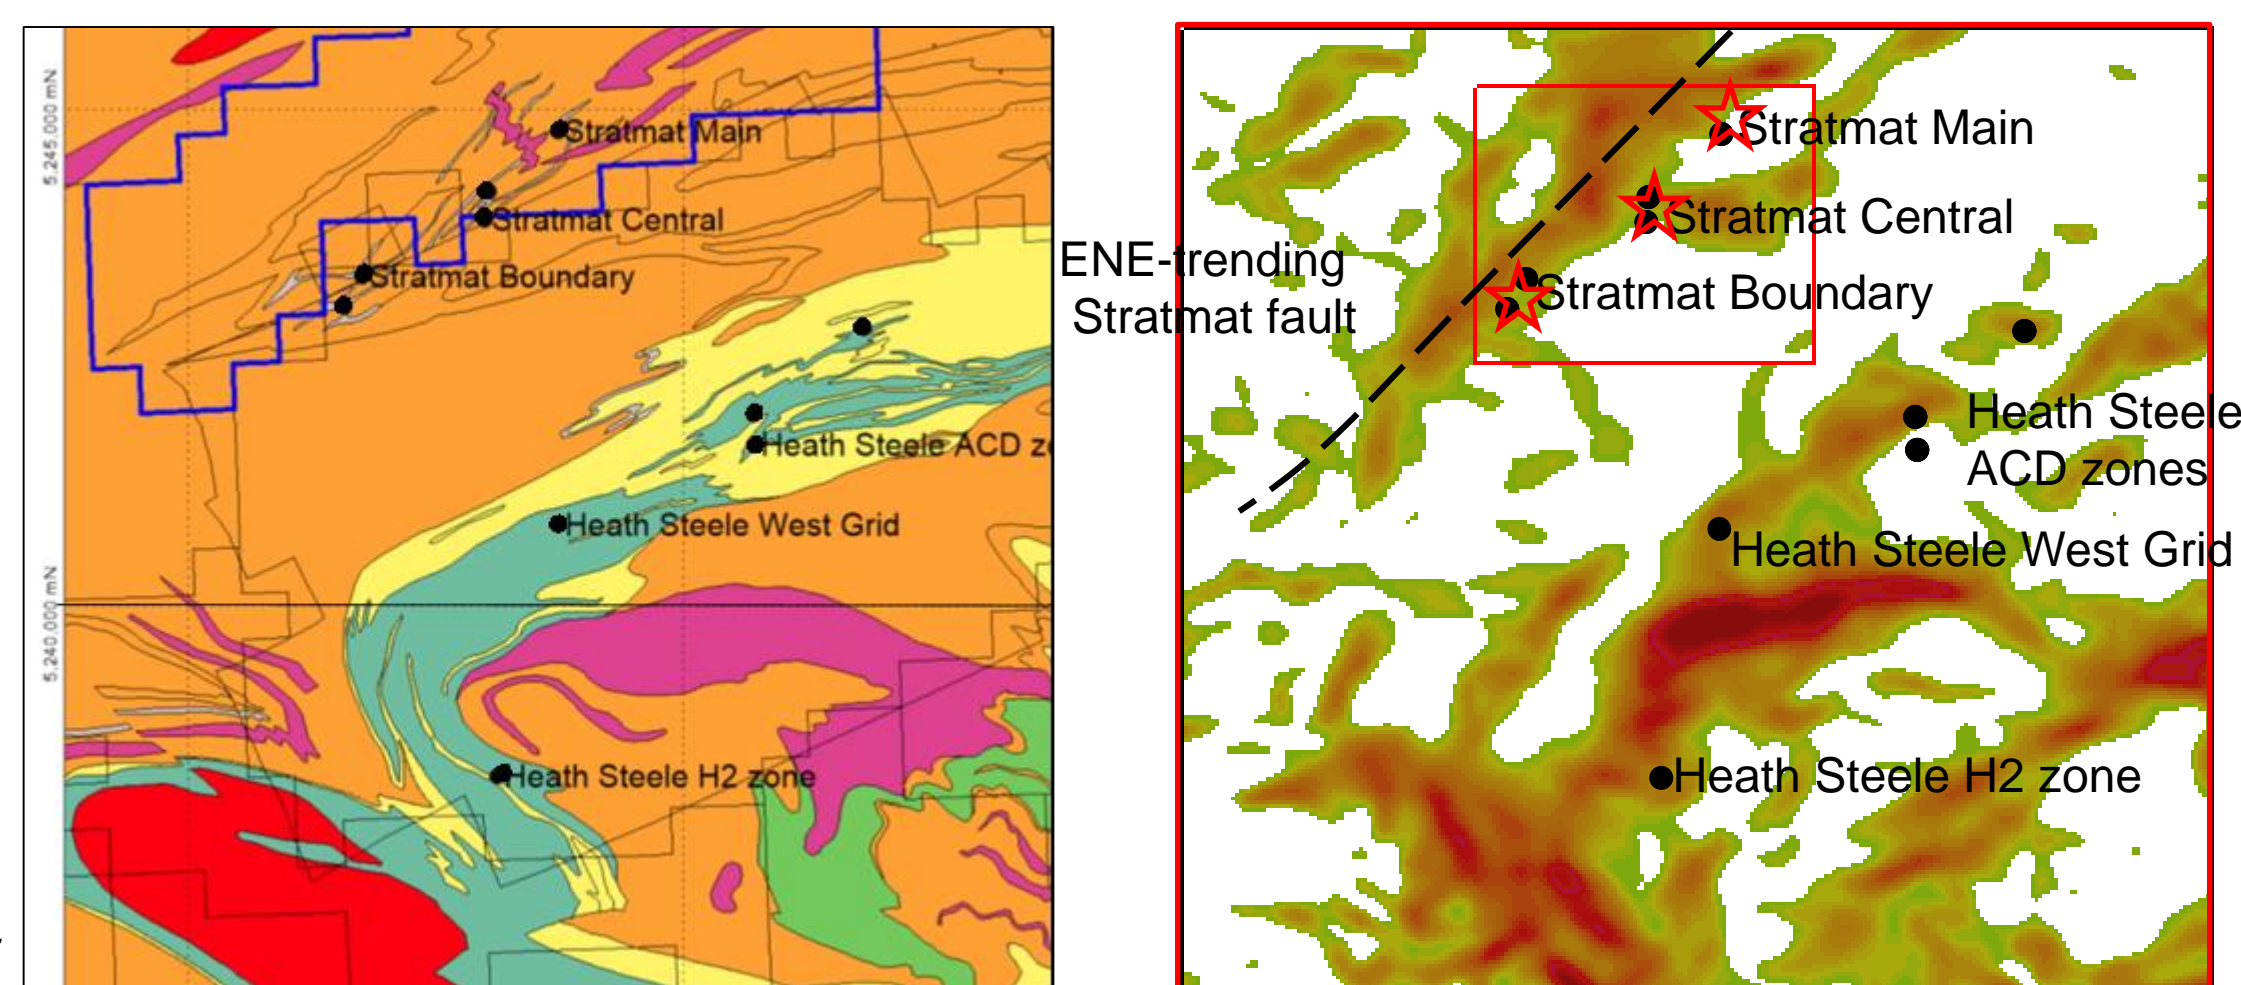 5,245,000 mN
Stratmat Main
Stratmat Central
Stratmat Boundary
Heath Steele ACD z
Heath Steele West Grid
5,240,000 mN
Heath Steele H2 zone
ENE-trending
Stratmat fault
Stratmat Main
Stratmat Central
Stratmat Boundary
Heath Steele
ACD zones
Heath Steele West Grid
Heath Steele H2 zone